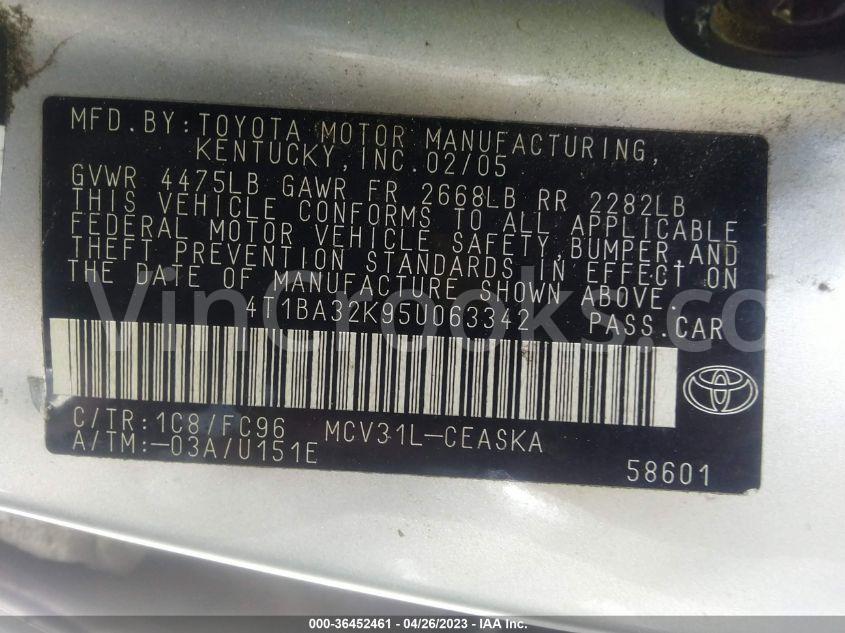 MFD.BY:TOYOTA MOTOR MANUFACTURING,
KENTUCKY,INC.02/05
GVWR 4475LB GAWR FR 2668LB RR 2282LB
THIS VEHICLE CONFORMS TO ALL APPLICABLE
FEDERAL MOTOR VEHICLE SAFETY,BUMPER,AND
THEFT PREVENTION STANDARDS IN EFFECT ON
THE DATE OF MANUFACTURE SHOWN ABOVE.
4T1BA32K95U063342 PASS.CAR
VinCrooks.com
C/TR:1C8/FC96 MCV31L-CEASKA
A/TM:-03A/U151E
58601
000-36452461 - 04/26/2023 - IAA Inc.